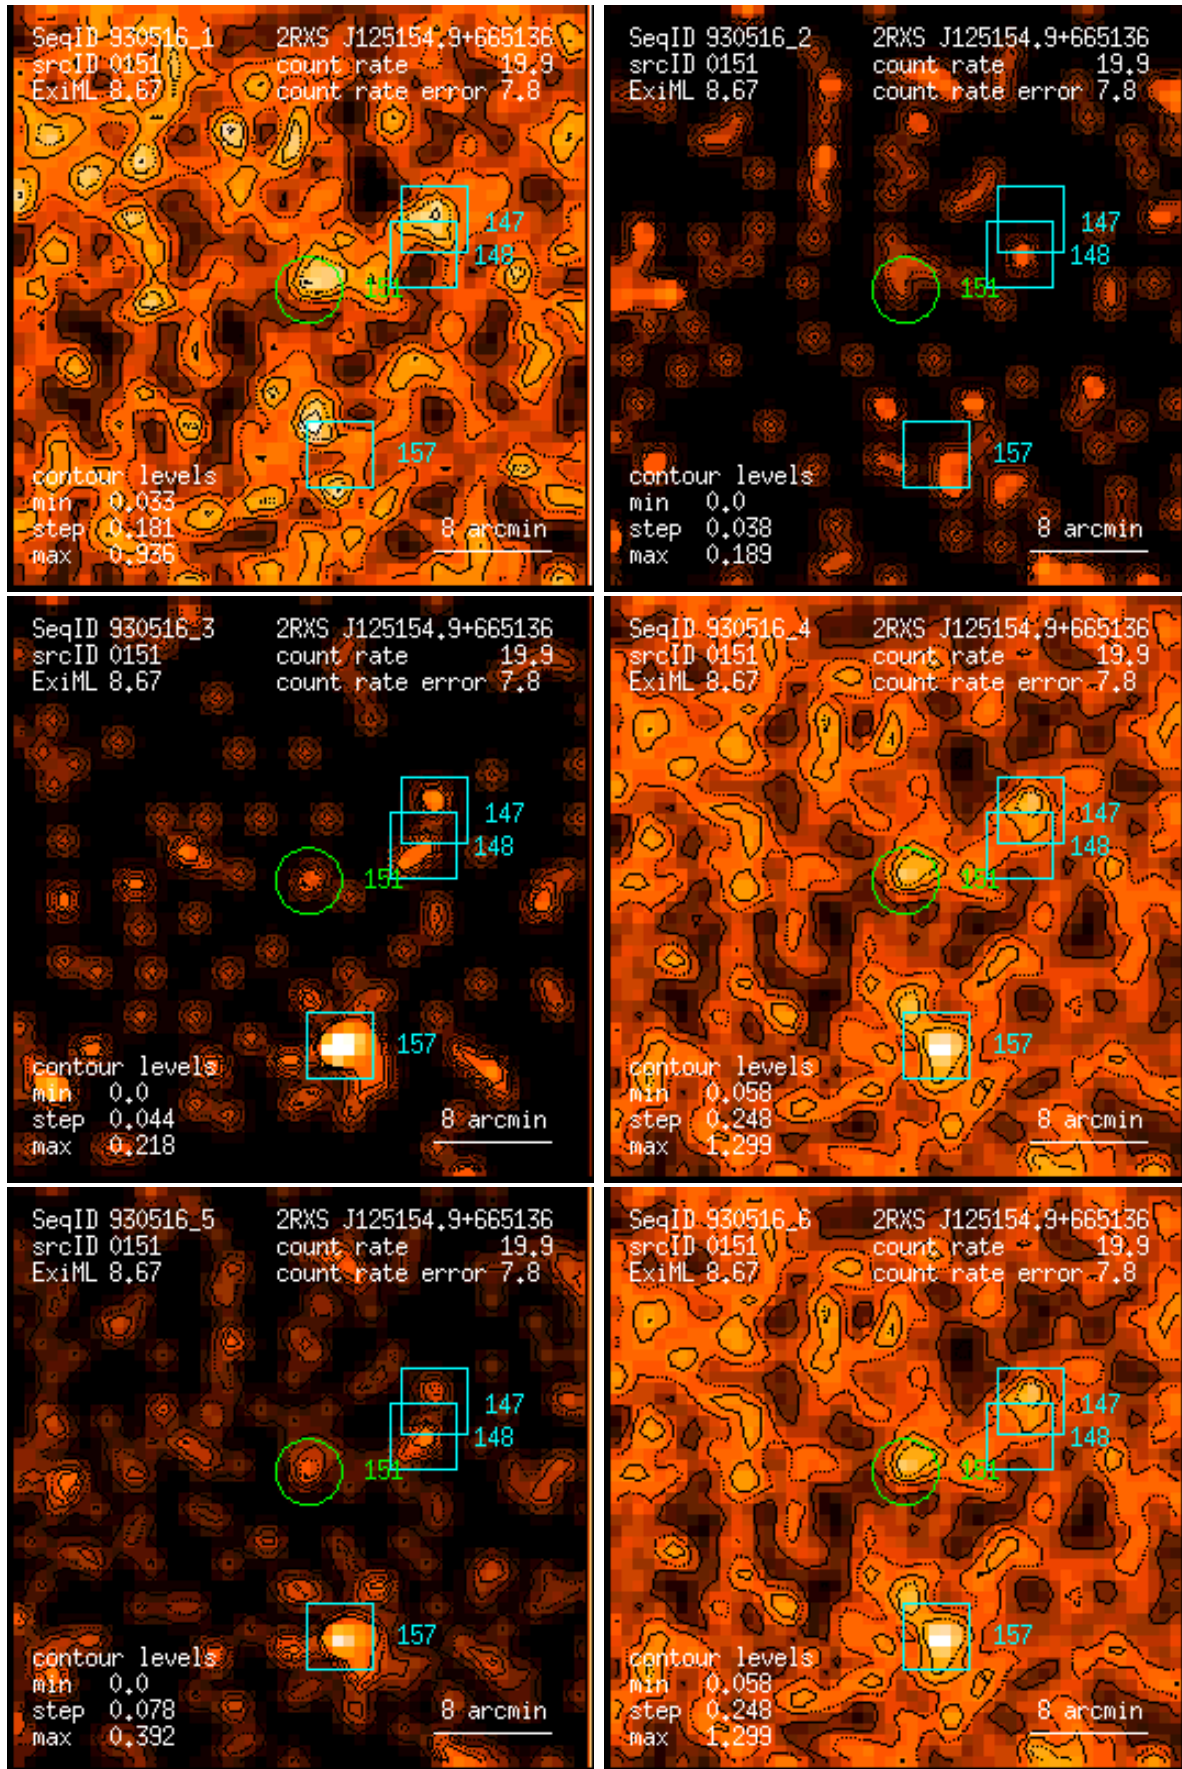 SeqID 930516_1 2RXS J125154.9+665136
srcID 0151 count rate 19.9
ExiML 8.67 count rate error 7.8
147
148
151
157
contour levels
min 0.033
step 0.181 8 arcmin
max 0.936
SeqID 930516_2 2RXS J125154.9+665136
srcID 0151 count rate 19.9
ExiML 8.67 count rate error 7.8
147
148
151
157
contour levels
min 0.0
step 0.038 8 arcmin
max 0.189
SeqID 930516_3 2RXS J125154.9+665136
srcID 0151 count rate 19.9
ExiML 8.67 count rate error 7.8
147
148
151
157
contour levels
min 0.0
step 0.044 8 arcmin
max 0.218
SeqID 930516_4 2RXS J125154.9+665136
srcID 0151 count rate 19.9
ExiML 8.67 count rate error 7.8
147
148
151
157
contour levels
min 0.058
step 0.248 8 arcmin
max 1.299
SeqID 930516_5 2RXS J125154.9+665136
srcID 0151 count rate 19.9
ExiML 8.67 count rate error 7.8
147
148
151
157
contour levels
min 0.0
step 0.078 8 arcmin
max 0.392
SeqID 930516_6 2RXS J125154.9+665136
srcID 0151 count rate 19.9
ExiML 8.67 count rate error 7.8
147
148
151
157
contour levels
min 0.058
step 0.248 8 arcmin
max 1.299